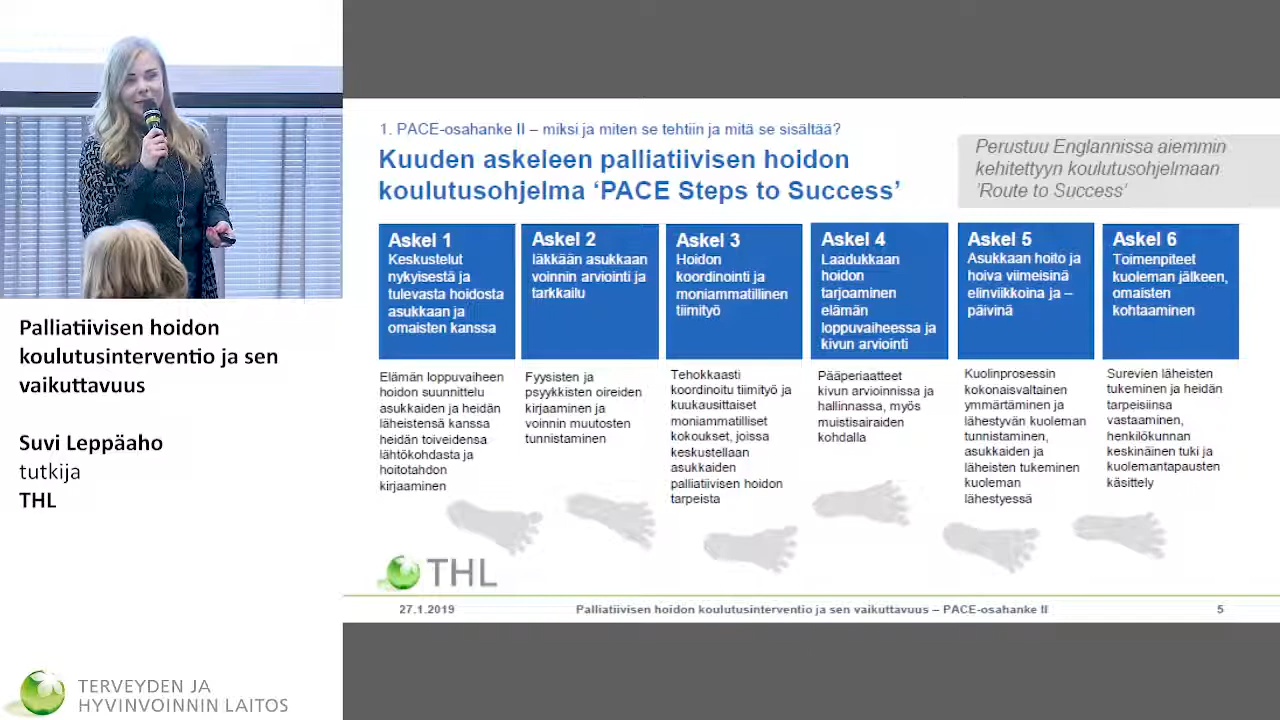 Palliatiivisen hoidon
koulutusinterventio ja sen
vaikuttavuus
Suvi Leppäaho
tutkija
THL
TERVEYDEN JA
HYVINVOINNIN LAITOS
1. PACE-osahanke II – miksi ja miten se tehtiin ja mitä se sisältää?
Kuuden askeleen palliatiivisen hoidon
koulutusohjelma ‘PACE Steps to Success’
Perustuu Englannissa aiemmin
kehitettyyn koulutusohjelmaan
’Route to Success’
Askel 1
Keskustelut
nykyisestä ja
tulevasta hoidosta
asukkaan ja
omaisten kanssa
Elämän loppuvaiheen
hoidon suunnittelu
asukkaiden ja heidän
läheistensä kanssa
heidän toiveidensa
lähtökohdasta ja
hoitotahdon
kirjaaminen
Askel 2
Iäkkään asukkaan
voinnin arviointi ja
tarkkailu
Fyysisten ja
psyykkisten oireiden
kirjaaminen ja
voinnin muutosten
tunnistaminen
Askel 3
Hoidon
koordinointi ja
moniammatillinen
tiimityö
Tehokkaasti
koordinoitu tiimityö ja
kuukausittaiset
moniammatilliset
kokoukset, joissa
keskustellaan
asukkaiden
palliatiivisen hoidon
tarpeista
Askel 4
Laadukkaan
hoidon
tarjoaminen
elämän
loppuvaiheessa ja
kivun arviointi
Pääperiaatteet
kivun arvioinnissa ja
hallinnassa, myös
muistisairaiden
kohdalla
Askel 5
Asukkaan hoito ja
hoiva viimeisinä
elinviikkoina ja –
päivinä
Kuolinprosessin
kokonaisvaltainen
ymmärtäminen ja
lähestyvän kuoleman
tunnistaminen,
asukkaiden ja
läheisten tukeminen
kuoleman
lähestyessä
Askel 6
Toimenpiteet
kuoleman jälkeen,
omaisten
kohtaaminen
Surevien läheisten
tukeminen ja heidän
tarpeisiinsa
vastaaminen,
henkilökunnan
keskinäinen tuki ja
kuolemantapausten
käsittely
THL
27.1.2019
Palliatiivisen hoidon koulutusinterventio ja sen vaikuttavuus – PACE-osahanke II
5